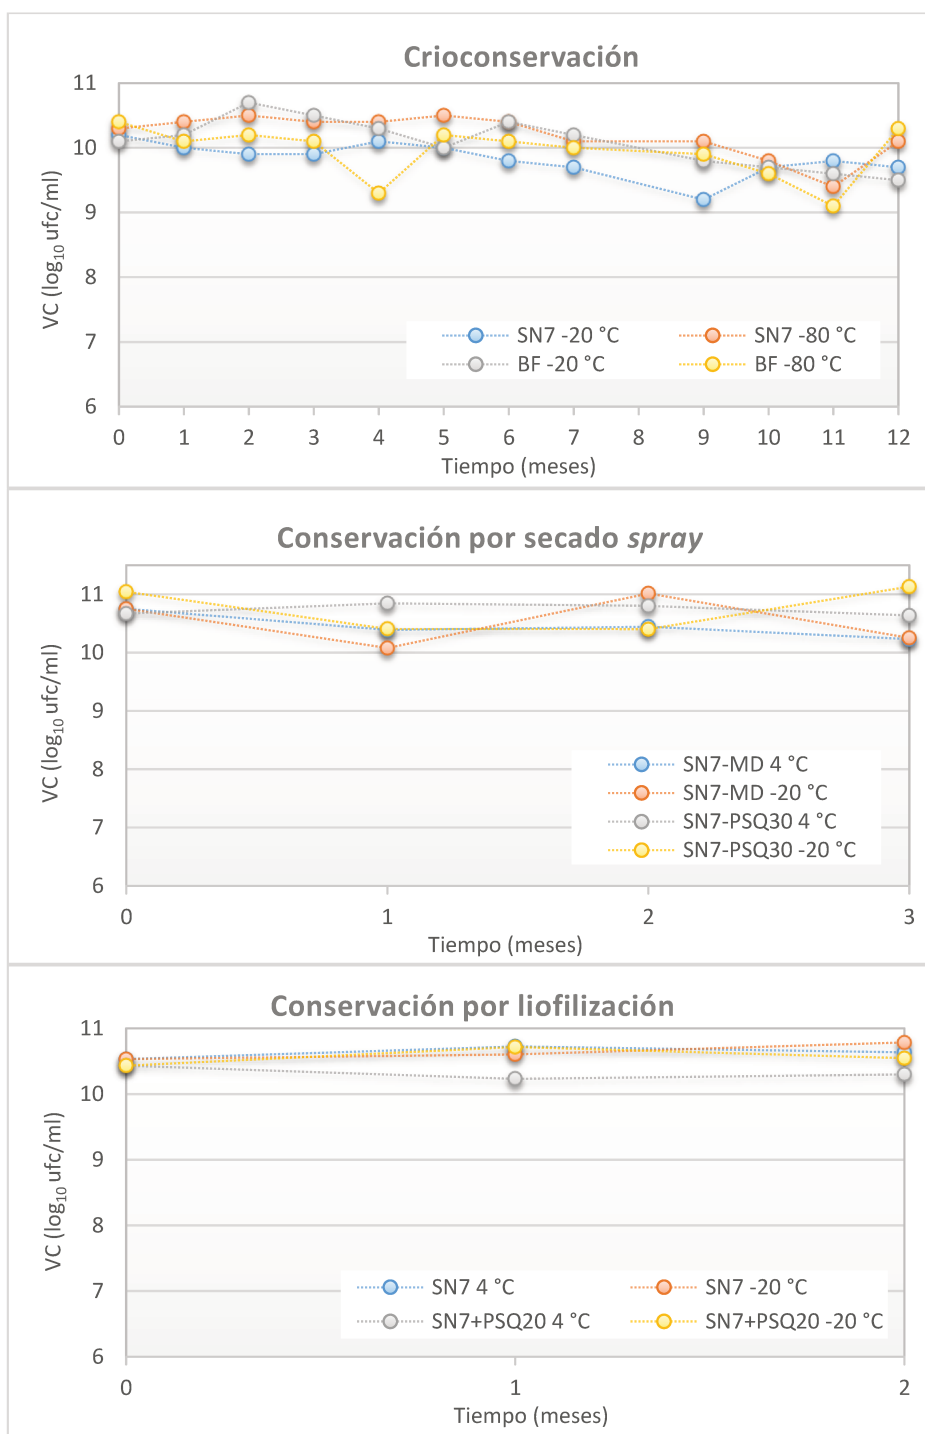 Crioconservación
VC (log10 ufc/ml)
11
10
9
8
7
6
SN7 -20 °C
SN7 -80 °C
BF -20 °C
BF -80 °C
0 1 2 3 4 5 6 7 9 10 11 12
Tiempo (meses)
Conservación por secado spray
VC (log10 ufc/ml)
11
10
9
8
7
6
SN7-MD 4 °C
SN7-MD -20 °C
SN7-PSQ30 4 °C
SN7-PSQ30 -20 °C
0 1 2 3
Tiempo (meses)
Conservación por liofilización
VC (log10 ufc/ml)
11
10
9
8
7
6
SN7 4 °C
SN7 -20 °C
SN7+PSQ20 4 °C
SN7+PSQ20 -20 °C
0 1 2
Tiempo (meses)